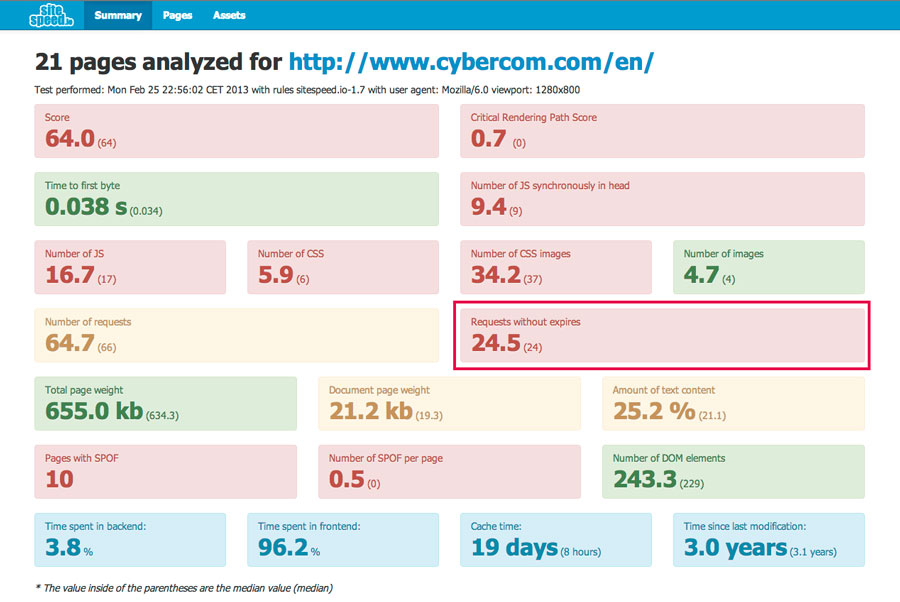 site
speed.io
Summary Pages Assets
21 pages analyzed for http://www.cybercom.com/en/
Test performed: Mon Feb 25 22:56:02 CET 2013 with rules sitespeed.io-1.7 with user agent: Mozilla/6.0 viewport: 1280x800
Score
64.0 (64)
Critical Rendering Path Score
0.7 (0)
Time to first byte
0.038 s (0.034)
Number of JS synchronously in head
9.4 (9)
Number of JS
16.7 (17)
Number of CSS
5.9 (6)
Number of CSS images
34.2 (37)
Number of images
4.7 (4)
Number of requests
64.7 (66)
Requests without expires
24.5 (24)
Total page weight
655.0 kb (634.3)
Document page weight
21.2 kb (19.3)
Amount of text content
25.2 % (21.1)
Pages with SPOF
10
Number of SPOF per page
0.5 (0)
Number of DOM elements
243.3 (229)
Time spent in backend:
3.8 %
Time spent in frontend:
96.2 %
Cache time:
19 days (8 hours)
Time since last modification:
3.0 years (3.1 years)
* The value inside of the parentheses are the median value (median)